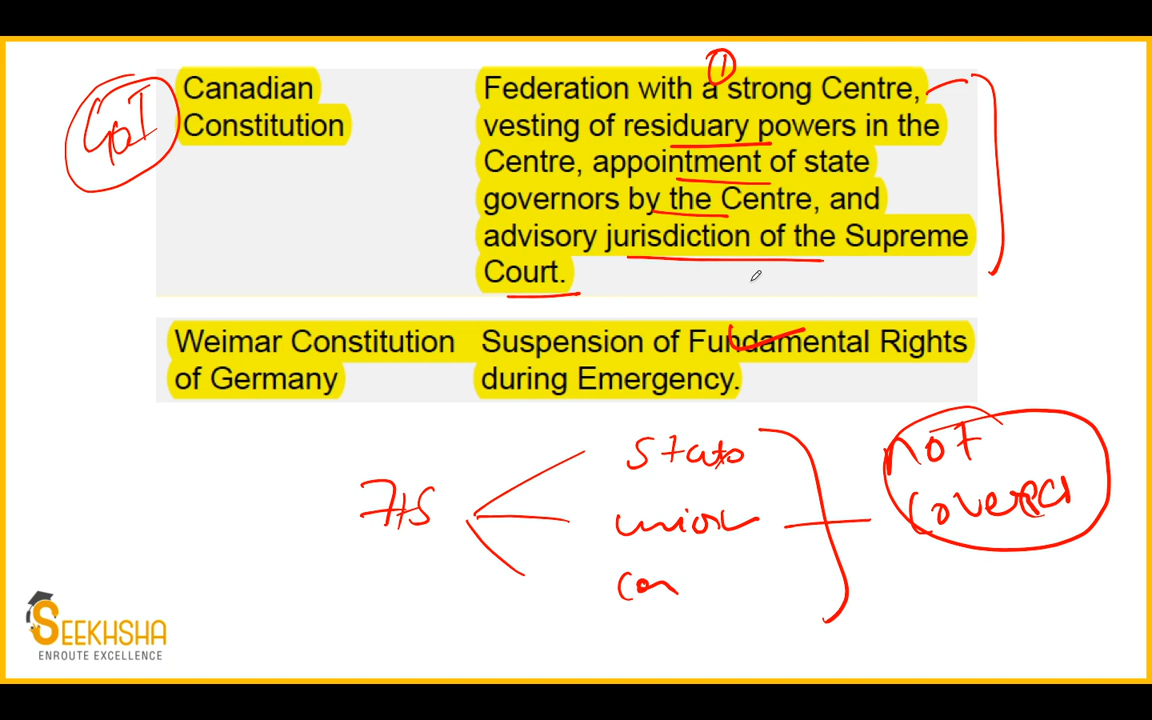 ①
GoI
Canadian
Constitution
Federation with a strong Centre,
vesting of residuary powers in the
Centre, appointment of state
governors by the Centre, and
advisory jurisdiction of the Supreme
Court.
Weimar Constitution
of Germany
Suspension of Fundamental Rights
during Emergency.
7th S
union
con
not
covered
SEEKHSHA
ENROUTE EXCELLENCE